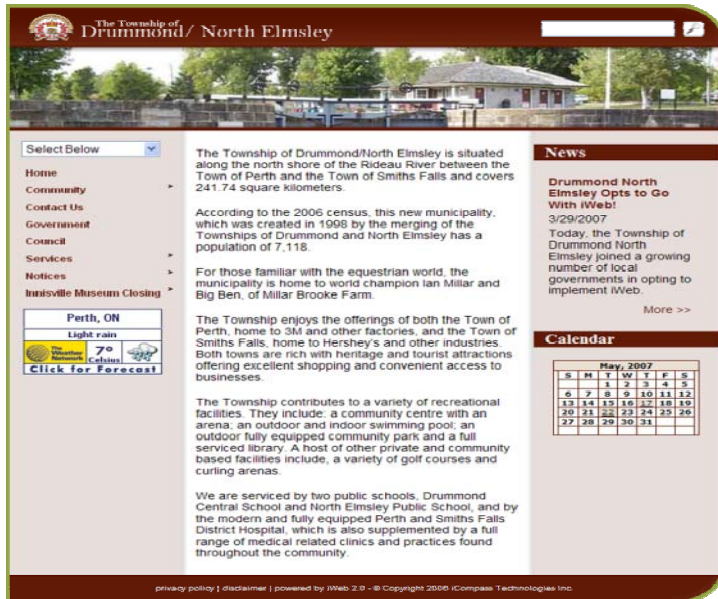 The Township of
Drummond/ North Elmsley
Select Below
Home
Community
Contact Us
Government
Council
Services
Notices
Innisville Museum Closing
Perth, ON
Light rain
The Weather Network
7°
Celsius
Click for Forecast
The Township of Drummond/North Elmsley is situated
along the north shore of the Rideau River between the
Town of Perth and the Town of Smiths Falls and covers
241.74 square kilometers.
According to the 2006 census, this new municipality,
which was created in 1998 by the merging of the
Townships of Drummond and North Elmsley has a
population of 7,118.
For those familiar with the equestrian world, the
municipality is home to world champion Ian Millar and
Big Ben, of Millar Brooke Farm.
The Township enjoys the offerings of both the Town of
Perth, home to 3M and other factories, and the Town of
Smiths Falls, home to Hershey's and other industries.
Both towns are rich with heritage and tourist attractions
offering excellent shopping and convenient access to
businesses.
The Township contributes to a variety of recreational
facilities. They include: a community centre with an
arena; an outdoor and indoor swimming pool; an
outdoor fully equipped community park and a full
serviced library. A host of other private and community
based facilities include, a variety of golf courses and
curling arenas.
We are serviced by two public schools, Drummond
Central School and North Elmsley Public School, and by
the modern and fully equipped Perth and Smiths Falls
District Hospital, which is also supplemented by a full
range of medical related clinics and practices found
throughout the community.
News
Drummond North
Elmsley Opts to Go
With iWeb!
3/29/2007
Today, the Township of
Drummond North
Elmsley joined a growing
number of local
governments in opting to
implement iWeb.
More >>
Calendar
May, 2007
S M T W T F S
1 2 3 4 5
6 7 8 9 10 11 12
13 14 15 16 17 18 19
20 21 22 23 24 25 26
27 28 29 30 31
privacy policy | disclaimer | powered by iWeb 2.0 - © Copyright 2006 iCompass Technologies Inc.